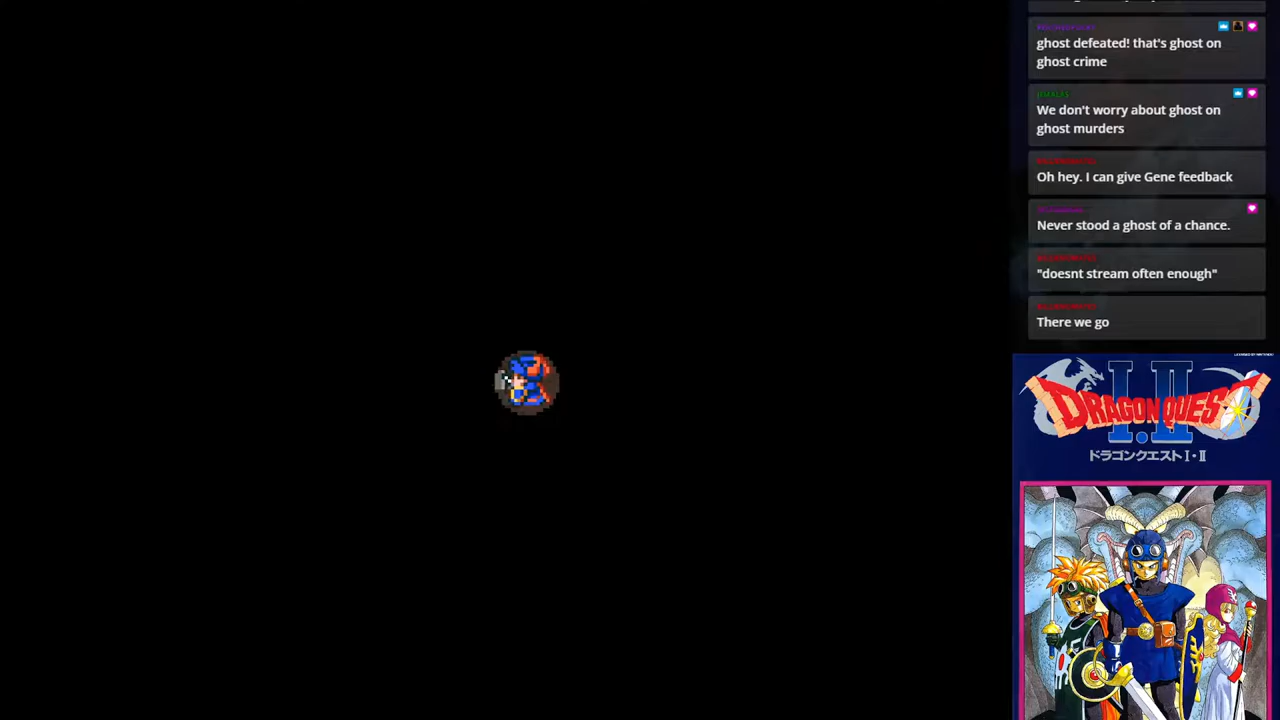 ghost defeated! that's ghost on
ghost crime
We don't worry about ghost on
ghost murders
Oh hey. I can give Gene feedback
Never stood a ghost of a chance.
"doesnt stream often enough"
There we go
DRAGON QUEST
I・II
ドラゴンクエストI・II